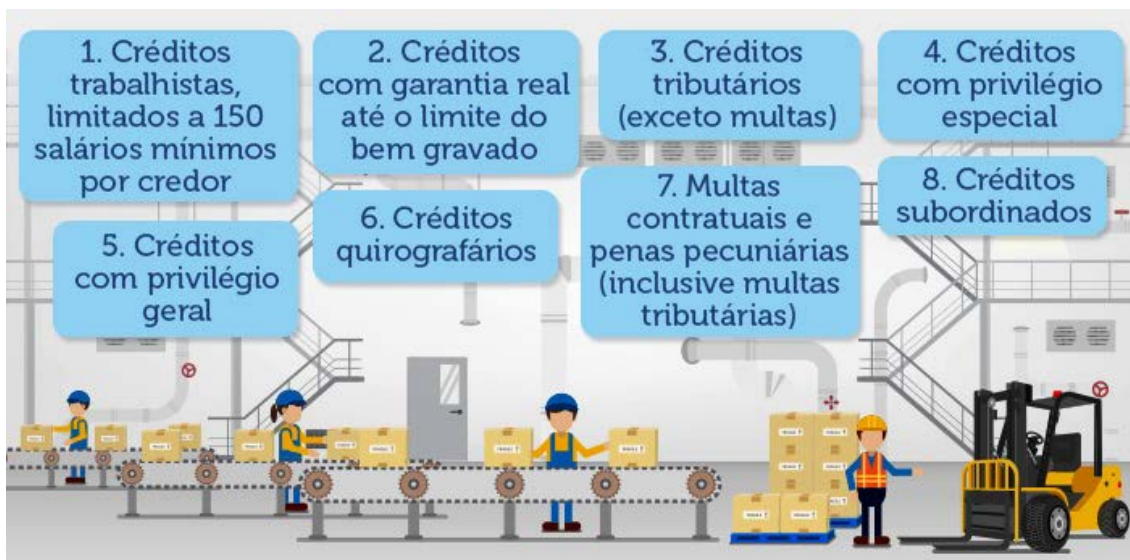 1. Créditos
trabalhistas,
limitados a 150
salários mínimos
por credor
2. Créditos
com garantia real
até o limite do
bem gravado
3. Créditos
tributários
(exceto multas)
4. Créditos
com privilégio
especial
5. Créditos
com privilégio
geral
6. Créditos
quirografários
7. Multas
contratuais e
penas pecuniárias
(inclusive multas
tributárias)
8. Créditos
subordinados